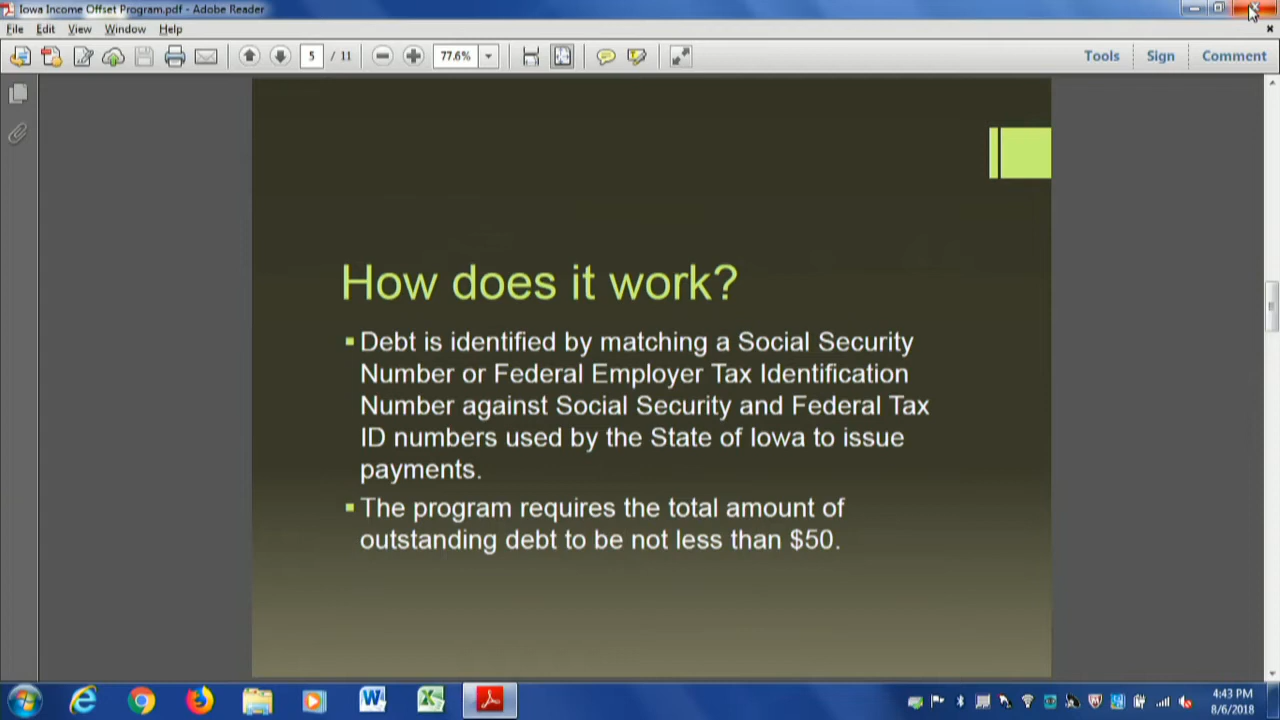 Iowa Income Offset Program.pdf - Adobe Reader
File Edit View Window Help
5 / 11 77.6% Tools Sign Comment
How does it work?
Debt is identified by matching a Social Security
Number or Federal Employer Tax Identification
Number against Social Security and Federal Tax
ID numbers used by the State of Iowa to issue
payments.
The program requires the total amount of
outstanding debt to be not less than $50.
4:43 PM
8/6/2018